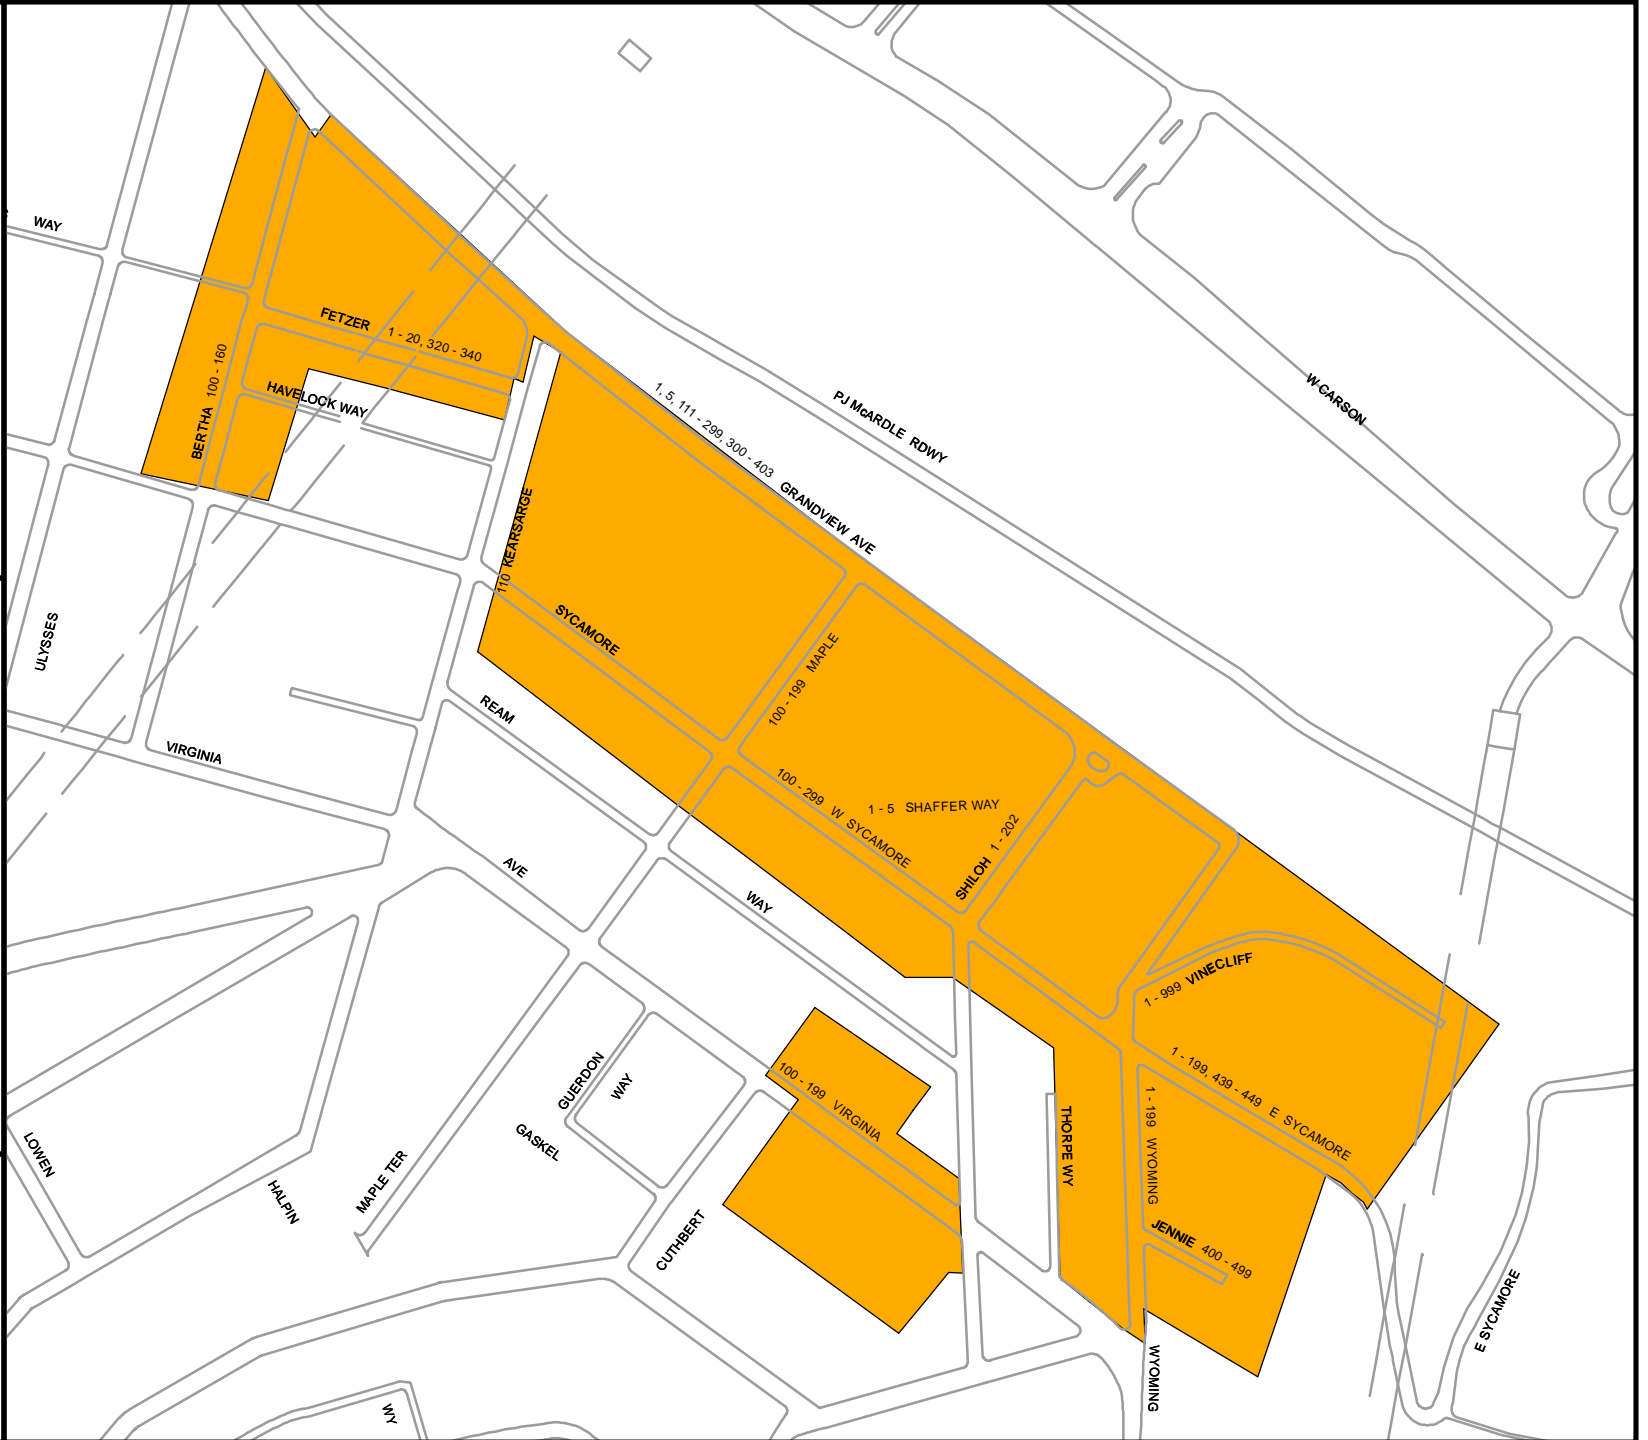 WAY
FETZER 1 - 20, 320 - 340
BERTHA 100 - 160
HAVELOCK WAY
1, 5, 111 - 299, 300 - 403 GRANDVIEW AVE
PJ McARDLE RDWY
W CARSON
110 KEARSARGE
SYCAMORE
ULYSSES
100 - 199 MAPLE
REAM
VIRGINIA
100 - 299 W SYCAMORE
1 - 5 SHAFFER WAY
SHILOH 1 - 202
AVE
WAY
1 - 999 VINECLIFF
1 - 199, 439 - 449 E SYCAMORE
100 - 199 VIRGINIA
GUERDON
WAY
GASKEL
THORPE WY
1 - 199 WYOMING
LOWEN
HALPIN
MAPLE TER
CUTHBERT
JENNIE 400 - 499
E SYCAMORE
WYOMING
WY